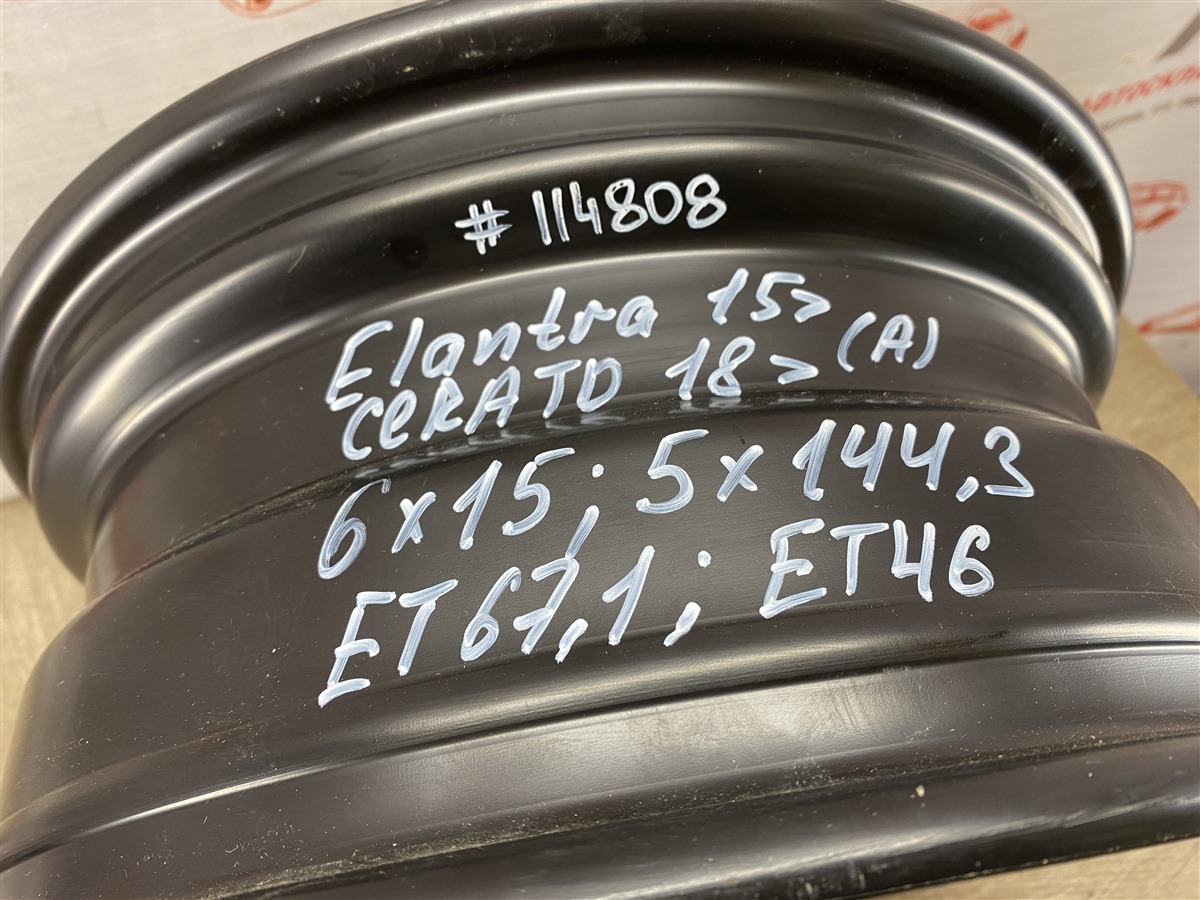 # 114808
Elantra 15>
CERATO 18> (A)
6x15; 5x144,3
ET67,1; ET46